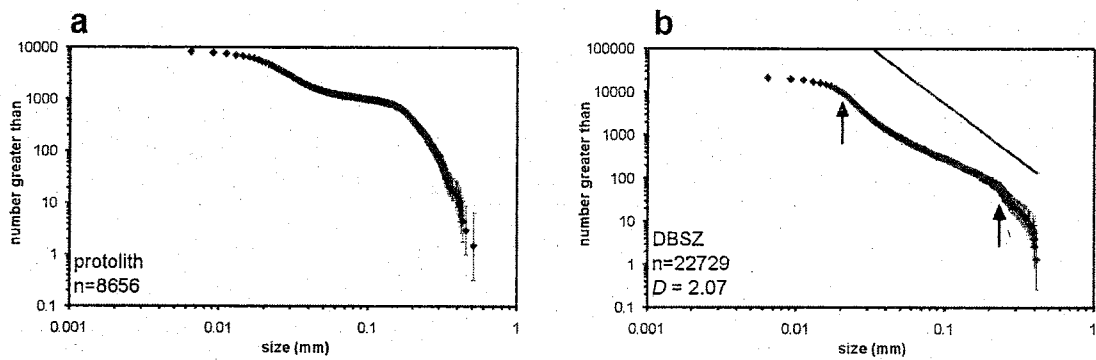 a
10000
1000
100
10
1
0.1
number greater than
protolith
n=8656
0.001
0.01
0.1
1
size (mm)
b
100000
10000
1000
100
10
1
0.1
number greater than
DBSZ
n=22729
D = 2.07
0.001
0.01
0.1
1
size (mm)